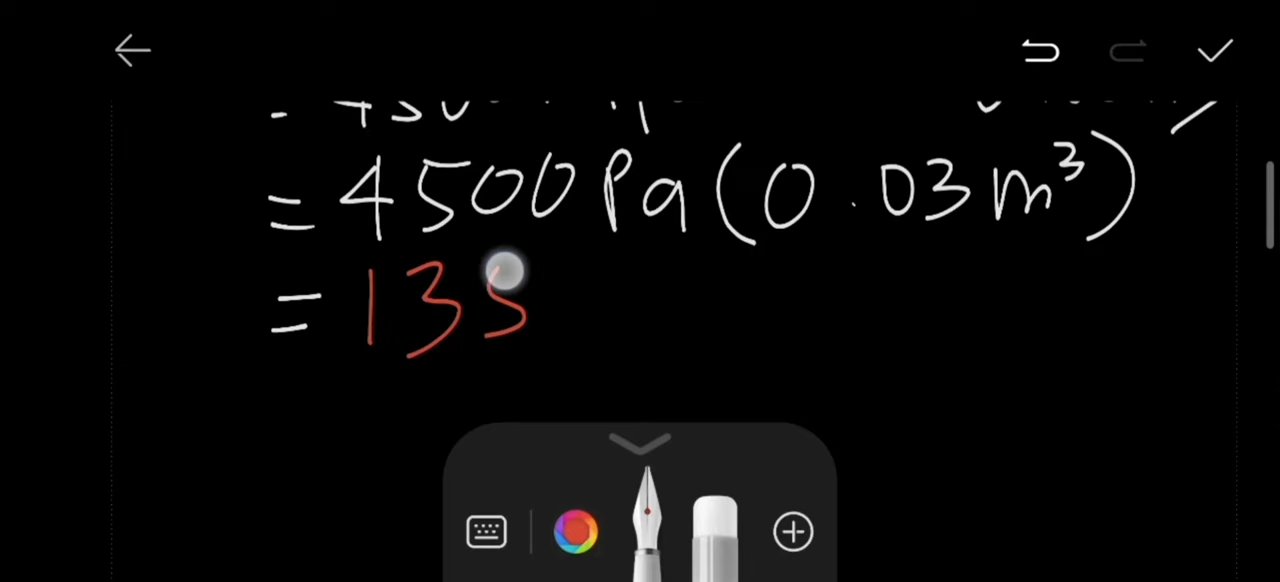 = 4500 Pa (0.03 m³)
= 135